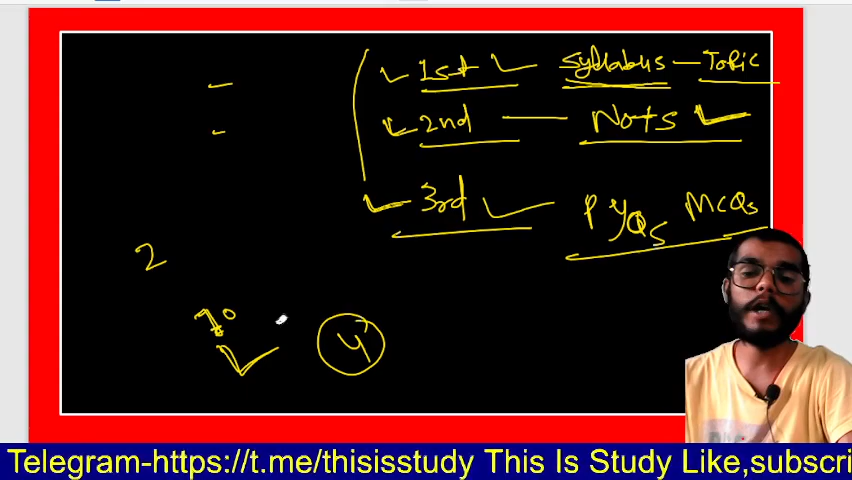 1st Syllabus — Topic
2nd — Nots
3rd PYQs MCQs
2
70
4
Telegram-https://t.me/thisisstudy This Is Study Like,subscri